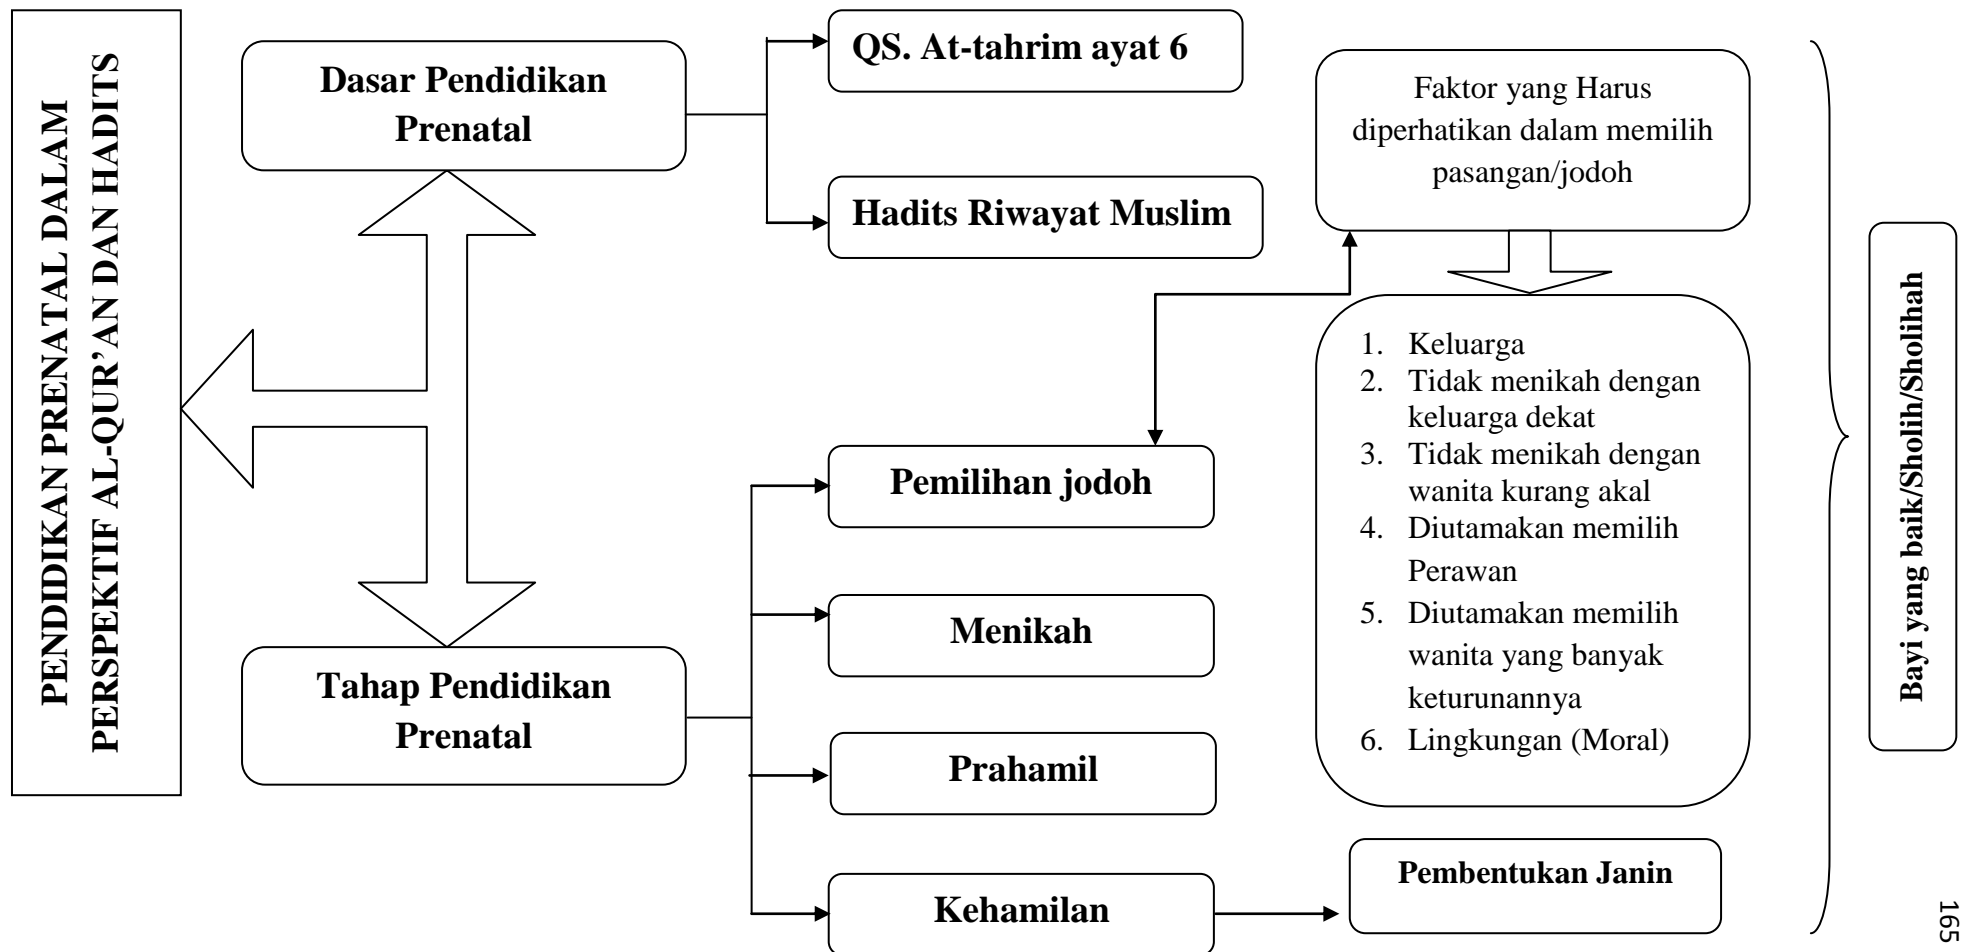 PENDIDIKAN PRENATAL DALAM
PERSPEKTIF AL-QUR’AN DAN HADITS
Dasar Pendidikan
Prenatal
QS. At-tahrim ayat 6
Hadits Riwayat Muslim
Tahap Pendidikan
Prenatal
Pemilihan jodoh
Menikah
Prahamil
Kehamilan
Faktor yang Harus
diperhatikan dalam memilih
pasangan/jodoh
1. Keluarga
2. Tidak menikah dengan
keluarga dekat
3. Tidak menikah dengan
wanita kurang akal
4. Diutamakan memilih
Perawan
5. Diutamakan memilih
wanita yang banyak
keturunannya
6. Lingkungan (Moral)
Pembentukan Janin
Bayi yang baik/Sholih/Sholihah
165